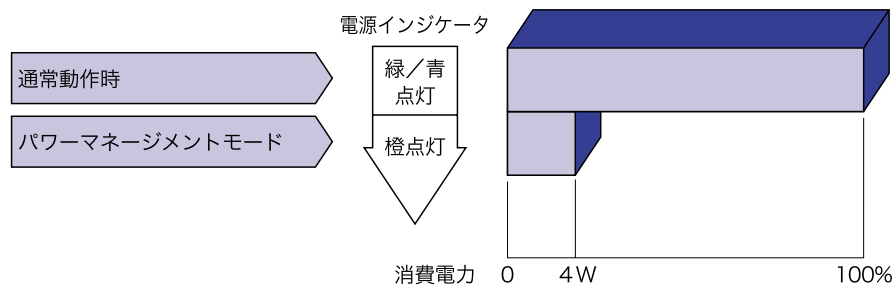 電源インジケータ
通常動作時
緑／青
点灯
パワーマネージメントモード
橙点灯
消費電力 0 4W 100%